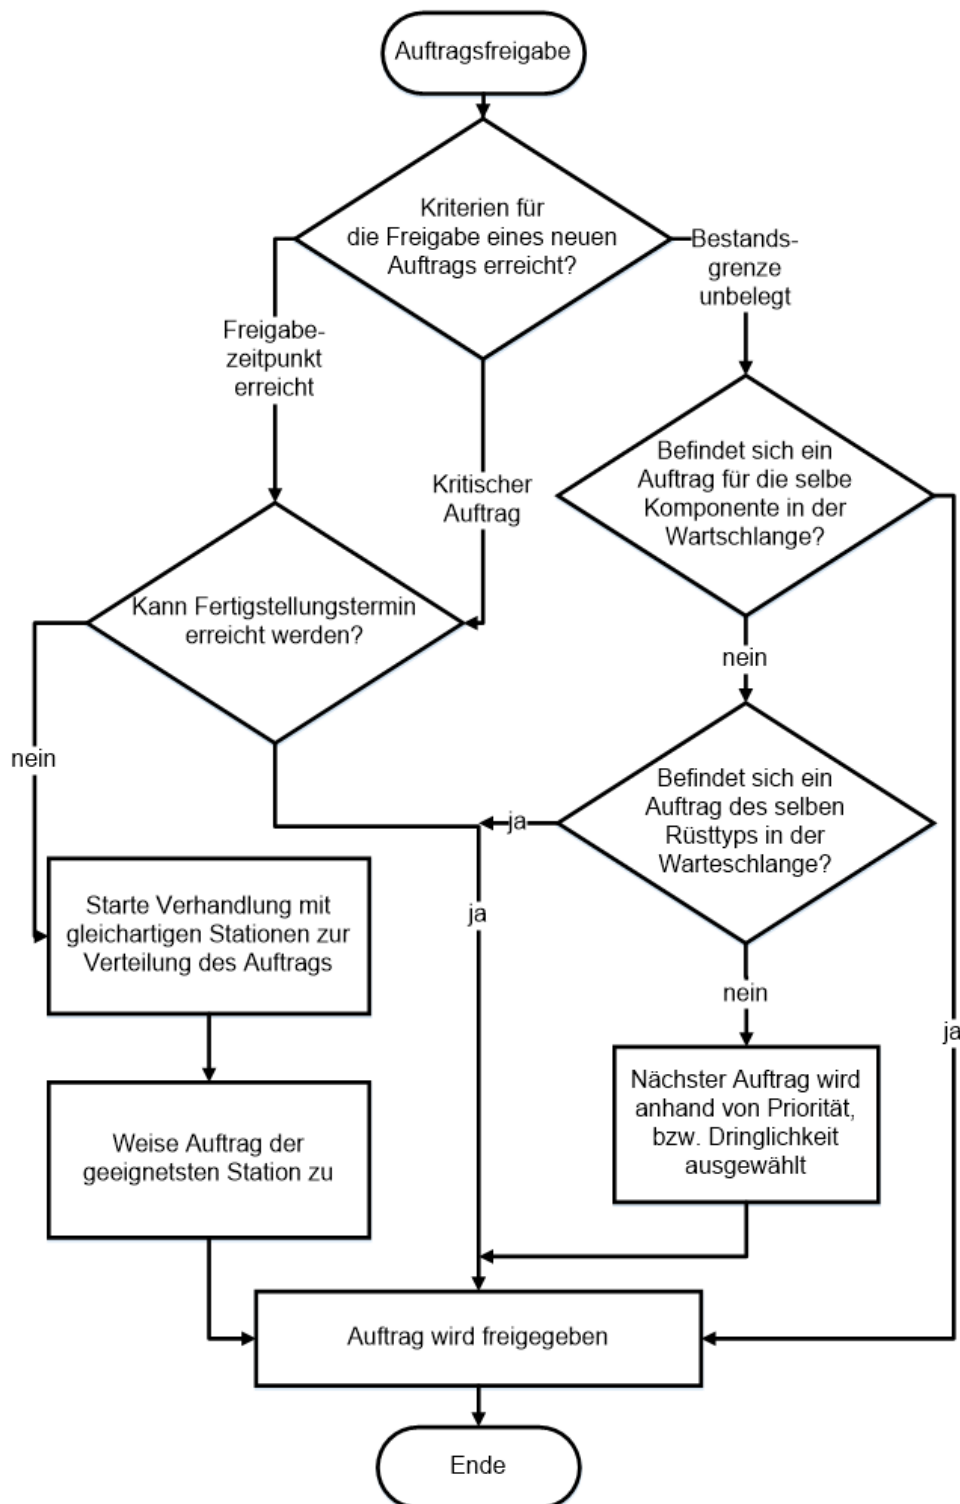 Auftragsfreigabe
Kriterien für
die Freigabe eines neuen
Auftrags erreicht?
Bestands-
grenze
unbelegt
Freigabe-
zeitpunkt
erreicht
Kritischer
Auftrag
Befindet sich ein
Auftrag für die selbe
Komponente in der
Wartschlange?
Kann Fertigstellungstermin
erreicht werden?
nein
nein
Befindet sich ein
Auftrag des selben
Rüsttyps in der
Warteschlange?
ja
ja
Starte Verhandlung mit
gleichartigen Stationen zur
Verteilung des Auftrags
nein
ja
Nächster Auftrag wird
anhand von Priorität,
bzw. Dringlichkeit
ausgewählt
Weise Auftrag der
geeignetsten Station zu
Auftrag wird freigegeben
Ende